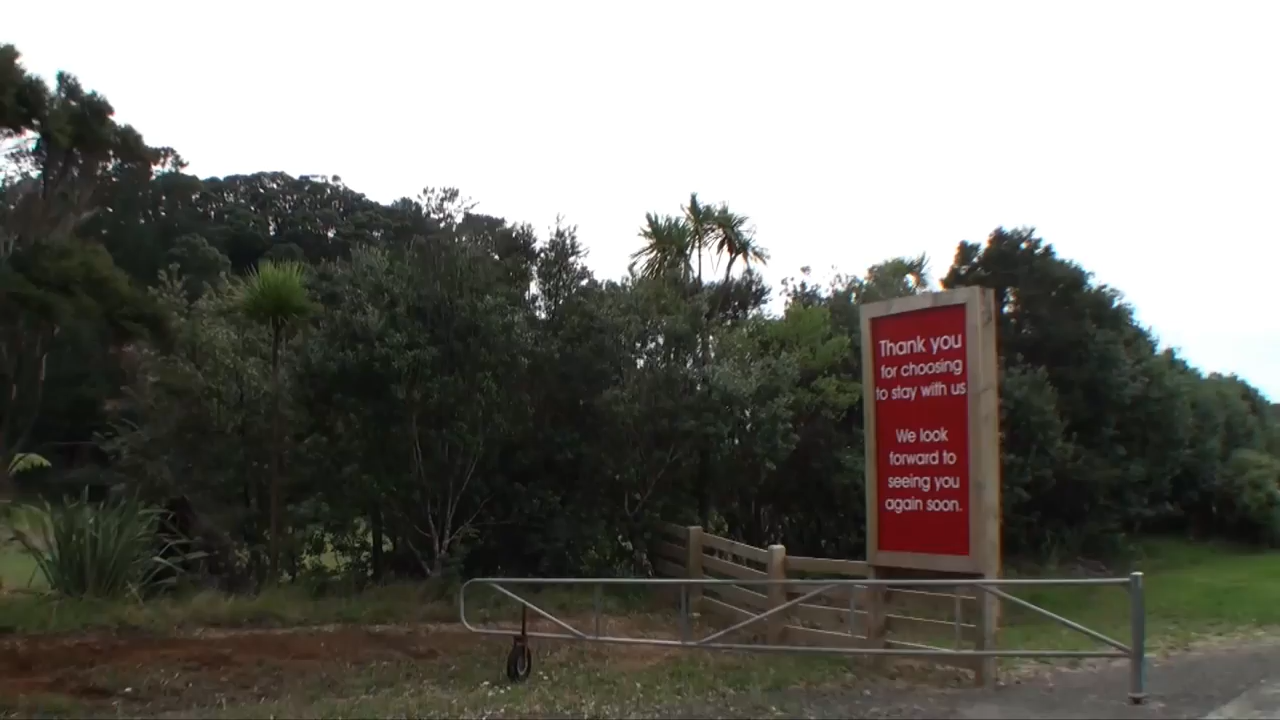 Thank you
for choosing
to stay with us
We look
forward to
seeing you
again soon.